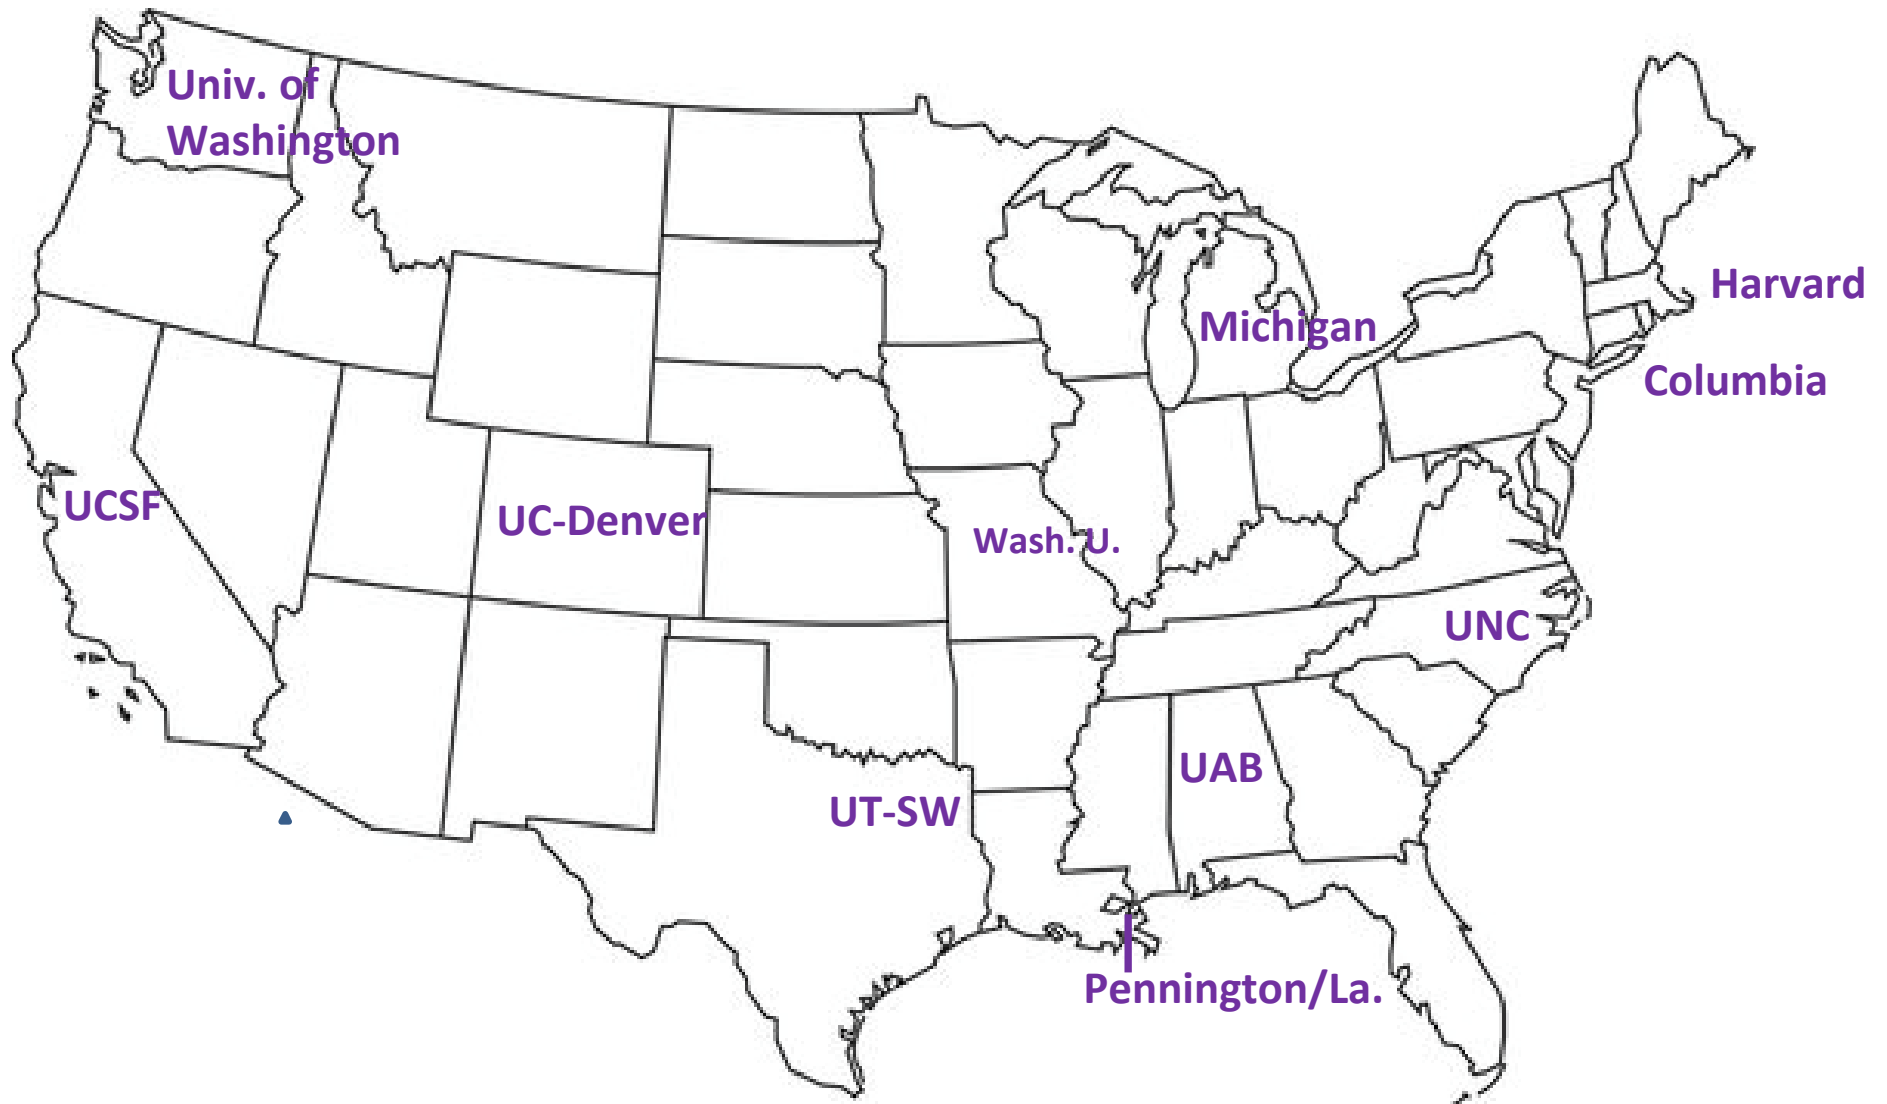 Univ. of
Washington
Harvard
Michigan
Columbia
UCSF
UC-Denver
Wash. U.
UNC
UAB
UT-SW
Pennington/La.